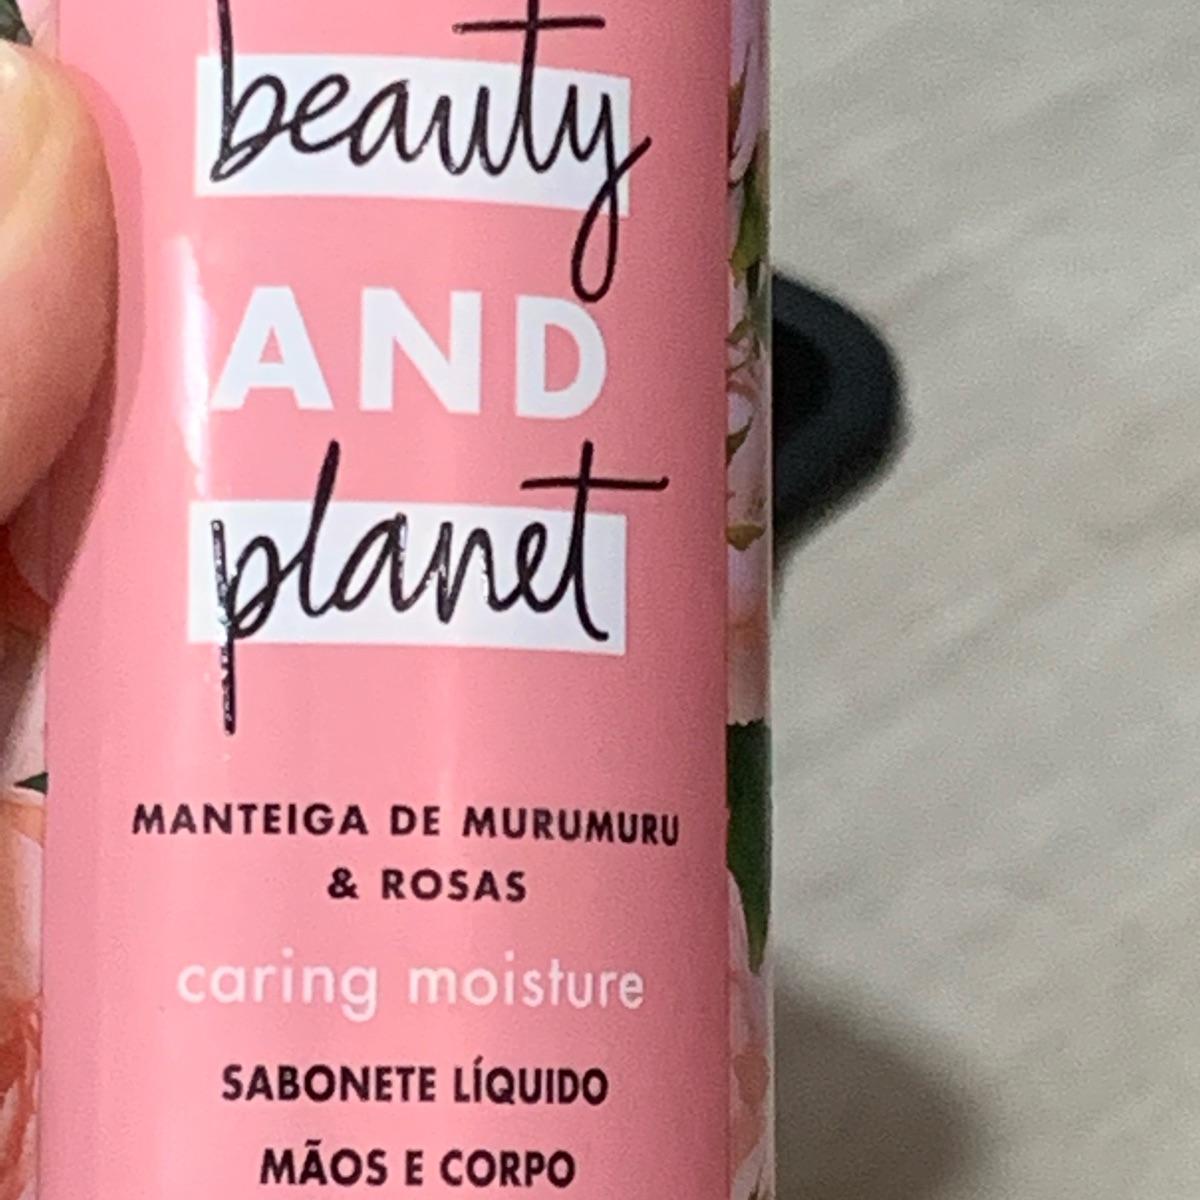 beauty
AND
planet
MANTEIGA DE MURUMURU
& ROSAS
caring moisture
SABONETE LÍQUIDO
MÃOS E CORPO